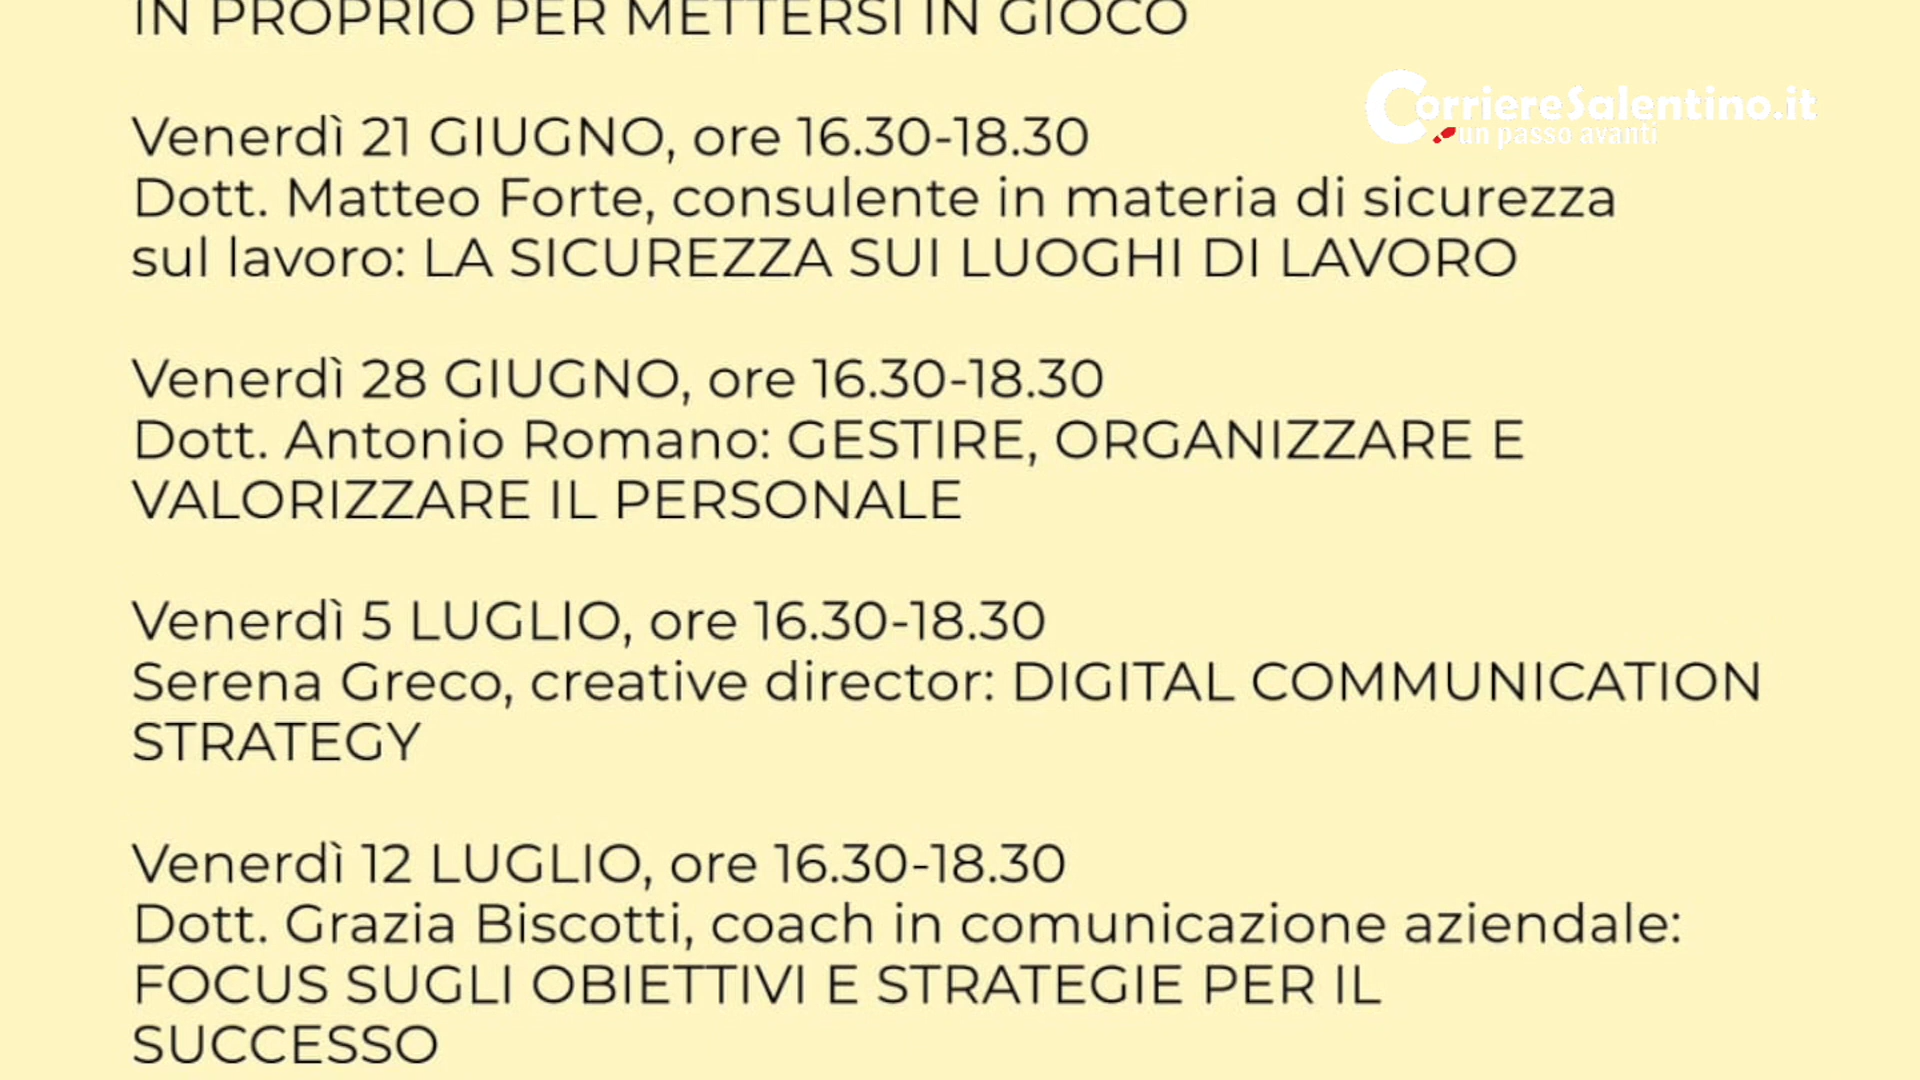 IN PROPRIO PER METTERSI IN GIOCO
CorriereSalentino.it
un passo avanti
Venerdì 21 GIUGNO, ore 16.30-18.30
Dott. Matteo Forte, consulente in materia di sicurezza
sul lavoro: LA SICUREZZA SUI LUOGHI DI LAVORO
Venerdì 28 GIUGNO, ore 16.30-18.30
Dott. Antonio Romano: GESTIRE, ORGANIZZARE E
VALORIZZARE IL PERSONALE
Venerdì 5 LUGLIO, ore 16.30-18.30
Serena Greco, creative director: DIGITAL COMMUNICATION
STRATEGY
Venerdì 12 LUGLIO, ore 16.30-18.30
Dott. Grazia Biscotti, coach in comunicazione aziendale:
FOCUS SUGLI OBIETTIVI E STRATEGIE PER IL
SUCCESSO